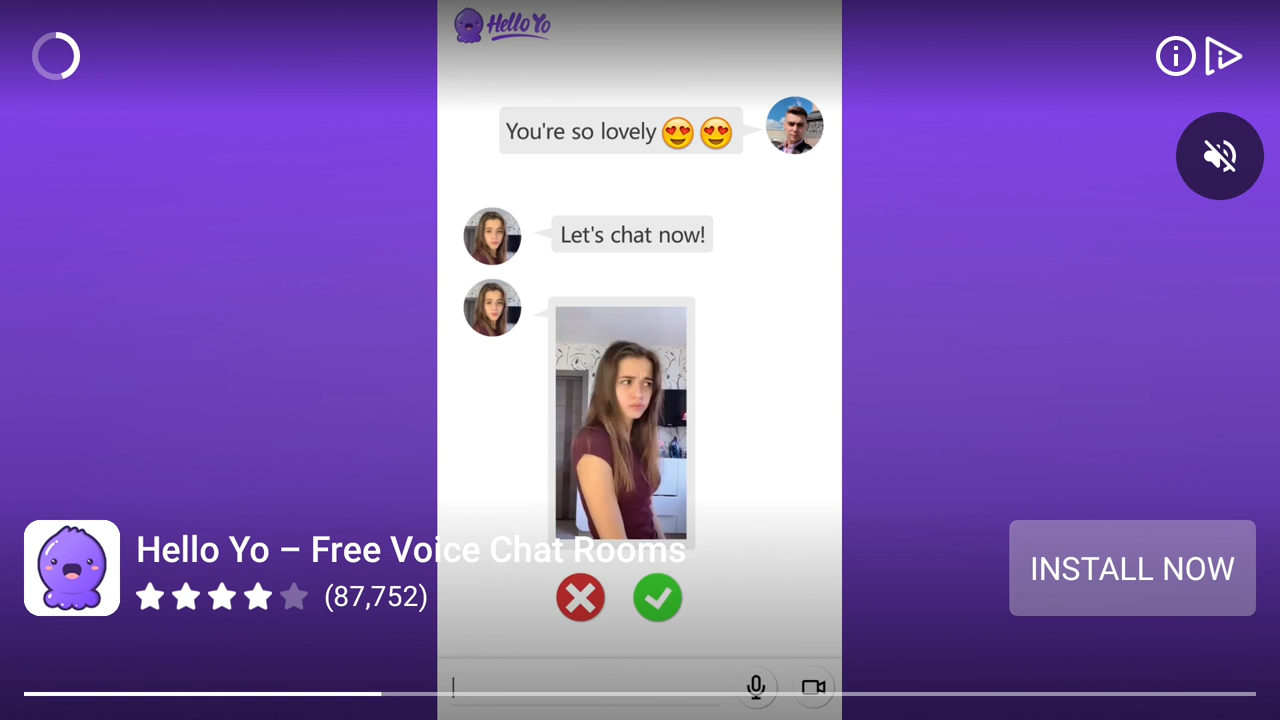 Hello Yo
You're so lovely😍😍
Let's chat now!
Hello Yo – Free Voice Chat Rooms
(87,752)
INSTALL NOW